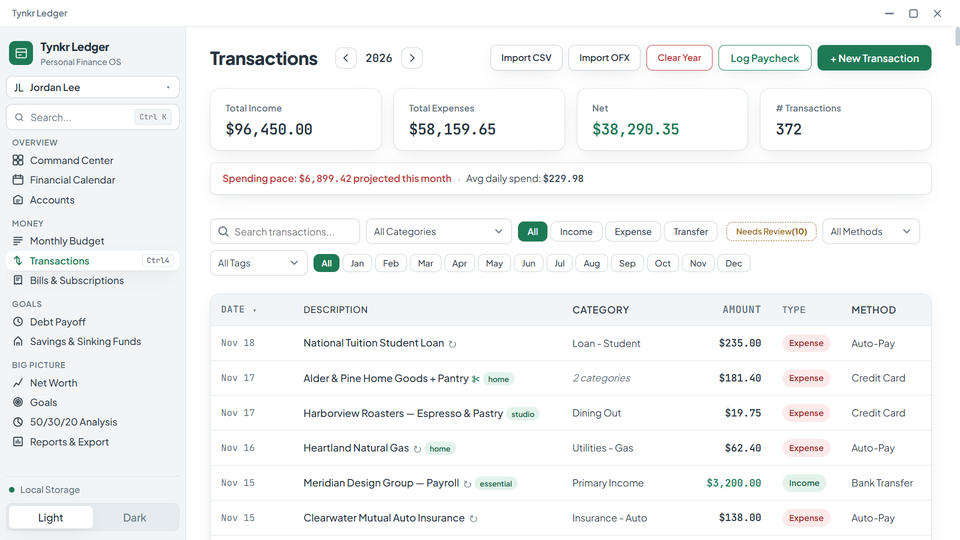 Tynkr Ledger
Tynkr Ledger
Personal Finance OS
JL Jordan Lee
Search... Ctrl K
OVERVIEW
Command Center
Financial Calendar
Accounts
MONEY
Monthly Budget
Transactions Ctrl4
Bills & Subscriptions
GOALS
Debt Payoff
Savings & Sinking Funds
BIG PICTURE
Net Worth
Goals
50/30/20 Analysis
Reports & Export
Local Storage
Light Dark
Transactions 2026 Import CSV Import OFX Clear Year Log Paycheck + New Transaction
Total Income Total Expenses Net # Transactions
$96,450.00 $58,159.65 $38,290.35 372
Spending pace: $6,899.42 projected this month · Avg daily spend: $229.98
Search transactions... All Categories All Income Expense Transfer Needs Review(10) All Methods
All Tags All Jan Feb Mar Apr May Jun Jul Aug Sep Oct Nov Dec
DATE DESCRIPTION CATEGORY AMOUNT TYPE METHOD
Nov 18 National Tuition Student Loan ↻ Loan - Student $235.00 Expense Auto-Pay
Nov 17 Alder & Pine Home Goods + Pantry home 2 categories $181.40 Expense Credit Card
Nov 17 Harborview Roasters — Espresso & Pastry studio Dining Out $19.75 Expense Credit Card
Nov 16 Heartland Natural Gas ↻ home Utilities - Gas $62.40 Expense Auto-Pay
Nov 15 Meridian Design Group — Payroll ↻ essential Primary Income $3,200.00 Income Bank Transfer
Nov 15 Clearwater Mutual Auto Insurance ↻ Insurance - Auto $138.00 Expense Auto-Pay